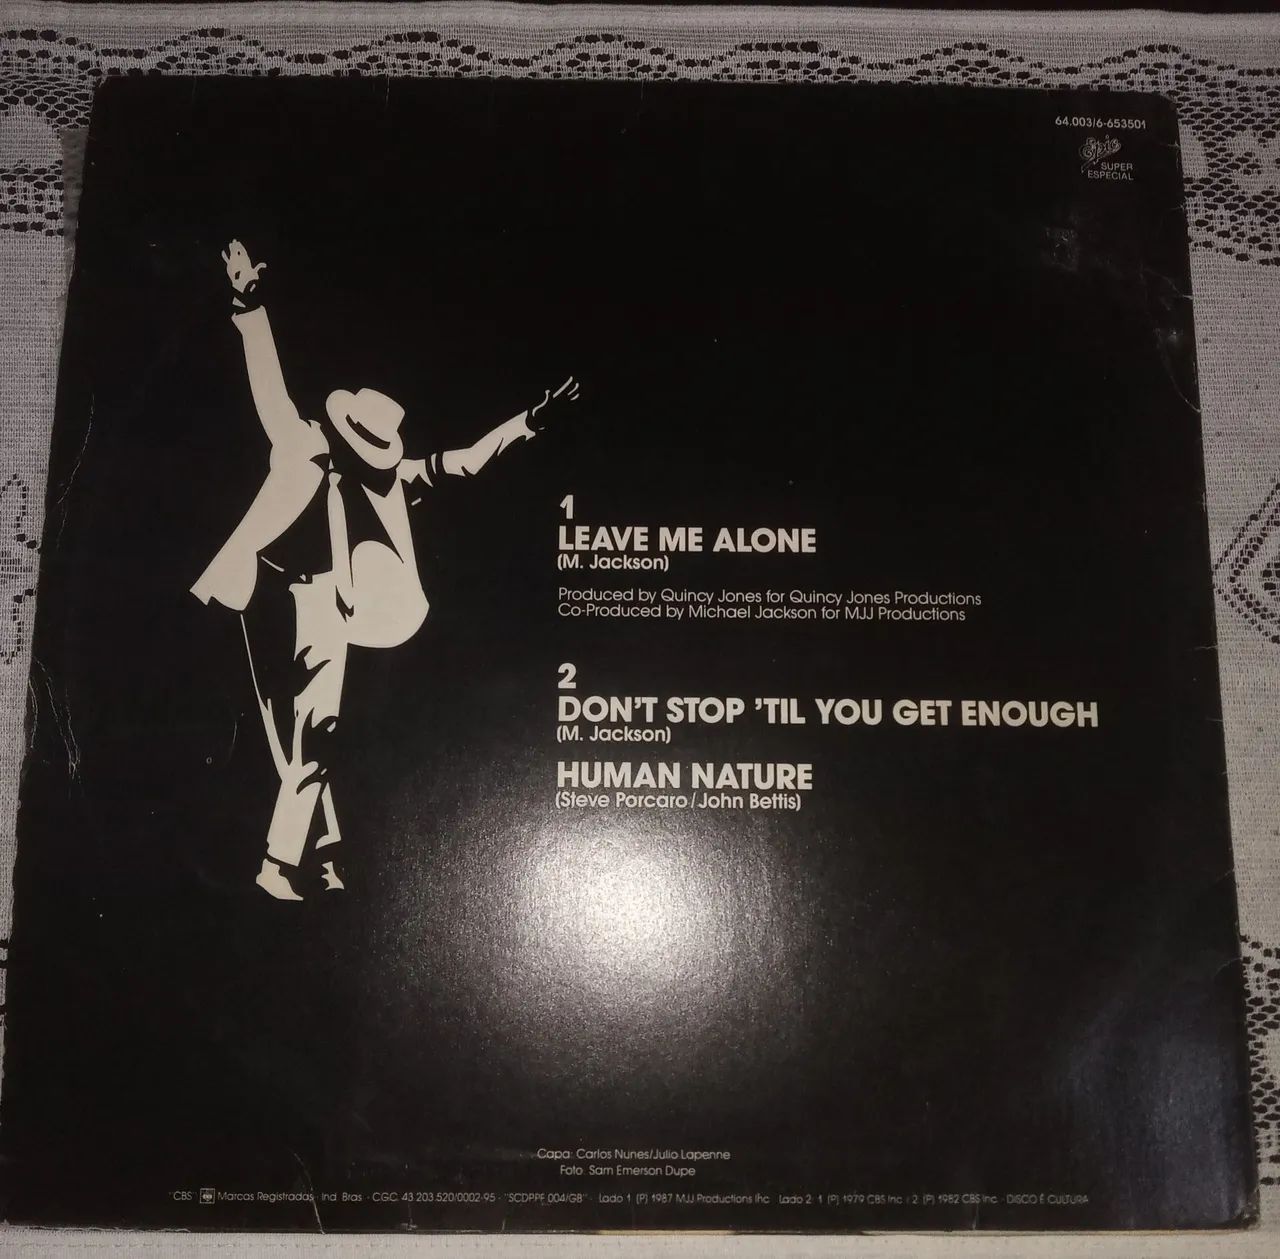 64.003/6-653501
Epic
SUPER
ESPECIAL
1
LEAVE ME ALONE
(M. Jackson)
Produced by Quincy Jones for Quincy Jones Productions
Co-Produced by Michael Jackson for MJJ Productions
2
DON'T STOP 'TIL YOU GET ENOUGH
(M. Jackson)
HUMAN NATURE
(Steve Porcaro/John Bettis)
Capa: Carlos Nunes/Julio Lapenne
Foto: Sam Emerson Dupe
"CBS" Marcas Registradas · Ind. Bras · CGC. 43 203.520/0002-95 · "SCDPPF 004/GB" · Lado 1 (P) 1987 MJJ Productions Inc Lado 2: 1 (P) 1979 CBS Inc / 2 (P) 1982 CBS Inc · DISCO É CULTURA